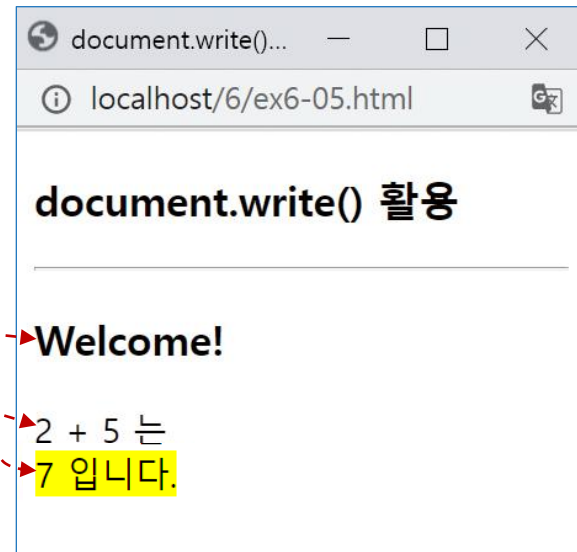 document.write()...
localhost/6/ex6-05.html
document.write() 활용
Welcome!
2 + 5 는
7 입니다.